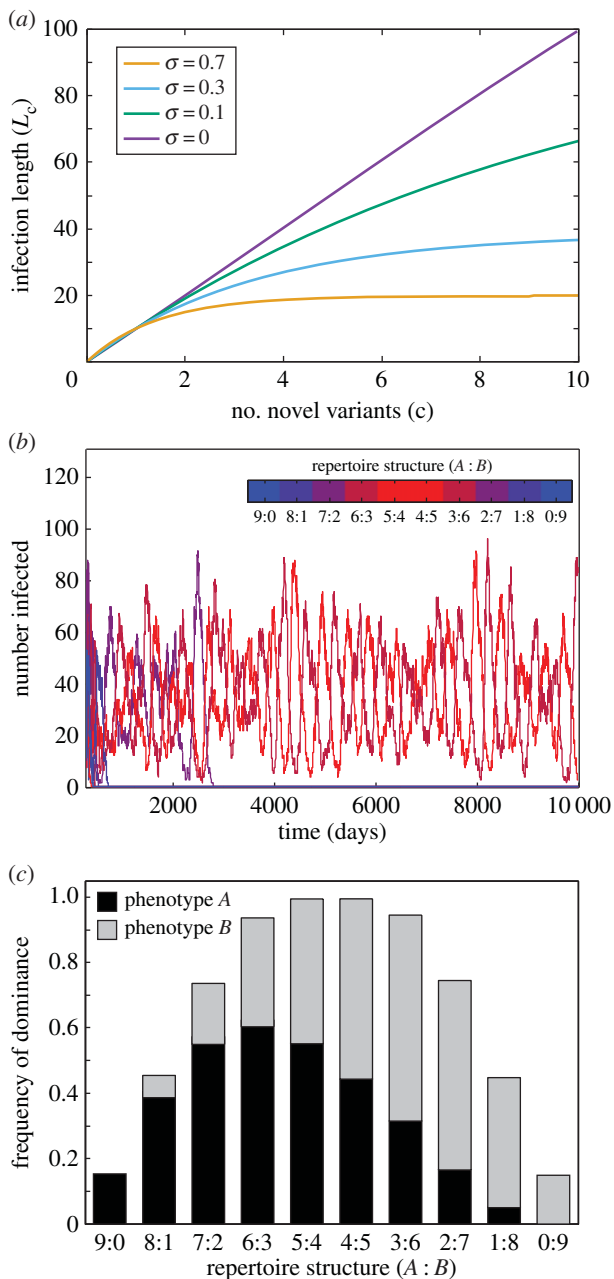 (a)
100
σ = 0.7
σ = 0.3
σ = 0.1
σ = 0
80
60
40
20
0
2
4
6
8
10
infection length (Lc)
no. novel variants (c)
(b)
120
100
80
60
40
20
0
repertoire structure (A : B)
9:0 8:1 7:2 6:3 5:4 4:5 3:6 2:7 1:8 0:9
number infected
2000 4000 6000 8000 10 000
time (days)
(c)
1.0
0.8
0.6
0.4
0.2
0
phenotype A
phenotype B
frequency of dominance
9:0 8:1 7:2 6:3 5:4 4:5 3:6 2:7 1:8 0:9
repertoire structure (A : B)